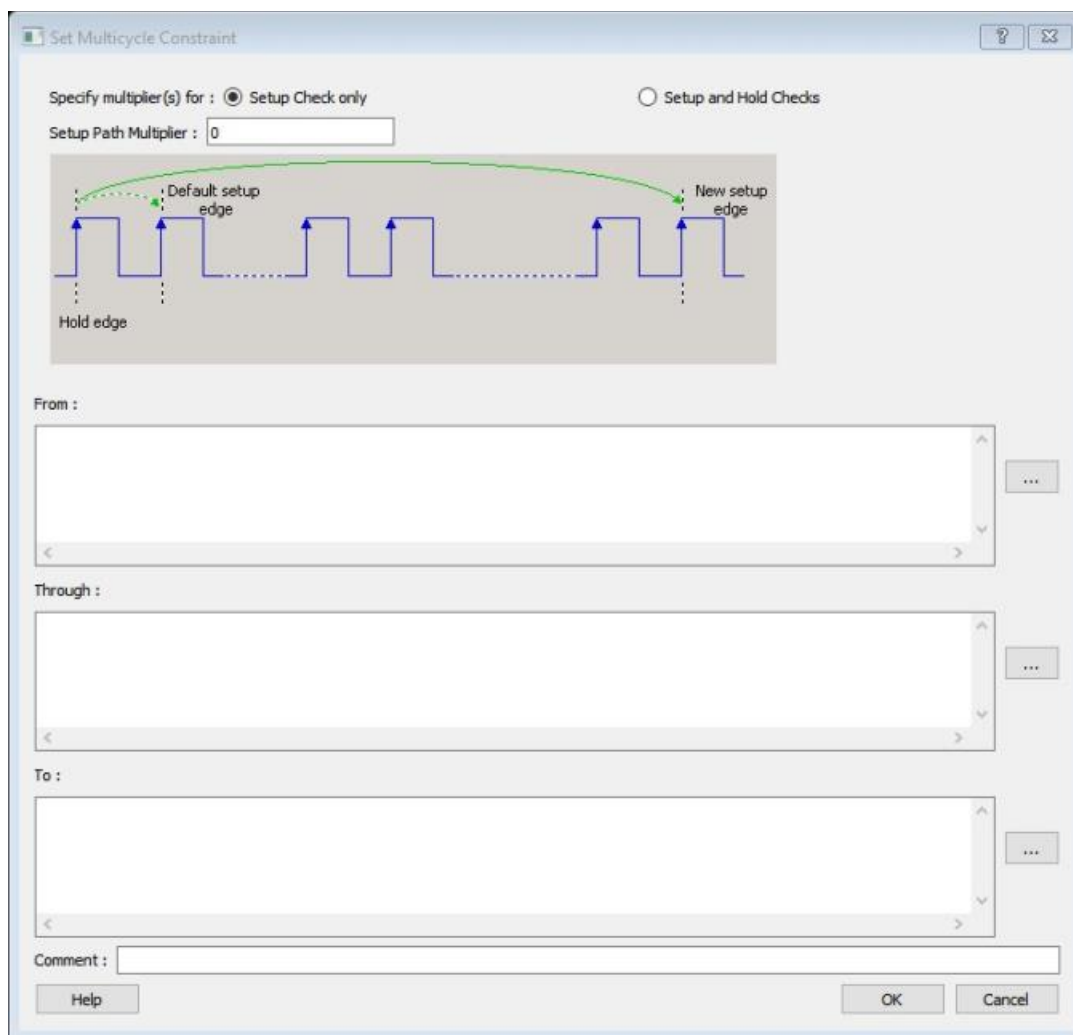 Set Multicycle Constraint
Specify multiplier(s) for : Setup Check only Setup and Hold Checks
Setup Path Multiplier : 0
Default setup edge
New setup edge
Hold edge
From :
...
Through :
...
To :
...
Comment :
Help OK Cancel